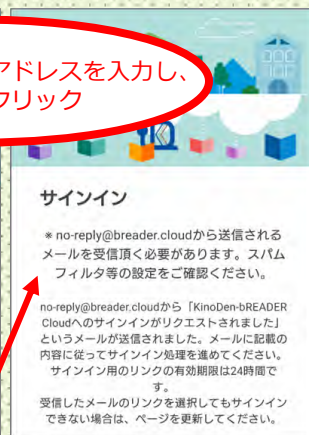 アドレスを入力し、
クリック
サインイン
※ no-reply@breader.cloudから送信される
メールを受信頂く必要があります。スパム
フィルタ等の設定をご確認ください。
no-reply@breader.cloudから「KinoDen-bREADER
Cloudへのサインインがリクエストされました」
というメールが送信されました。メールに記載の
内容に従ってサインイン処理を進めてください。
サインイン用のリンクの有効期限は24時間で
す。
受信したメールのリンクを選択してもサインイン
できない場合は、ページを更新してください。